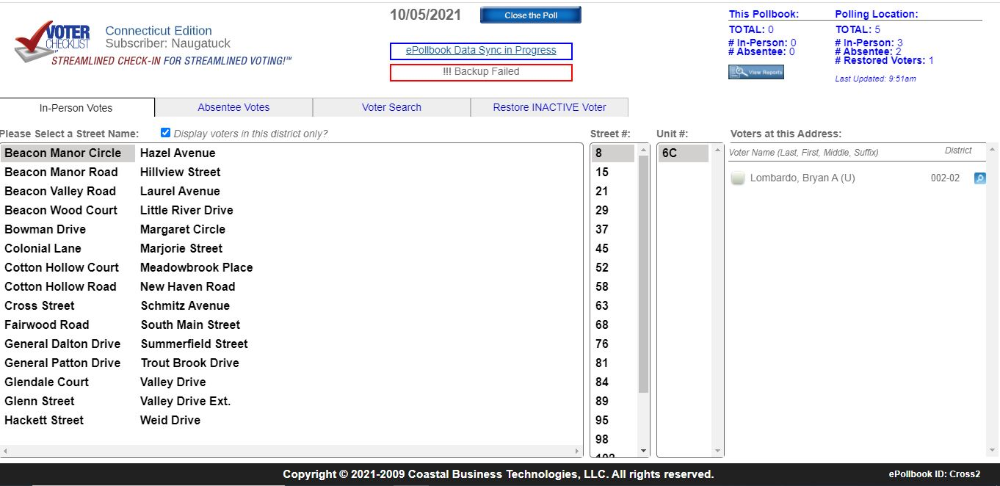 10/05/2021
Close the Poll
VOTER
CHECKLIST
STREAMLINED CHECK-IN FOR STREAMLINED VOTING!™
Connecticut Edition
Subscriber: Naugatuck
ePollbook Data Sync in Progress
!!! Backup Failed
This Pollbook:
TOTAL: 0
# In-Person: 0
# Absentee: 0
View Reports
Polling Location:
TOTAL: 5
# In-Person: 3
# Absentee: 2
# Restored Voters: 1
Last Updated: 9:51am
In-Person Votes
Absentee Votes
Voter Search
Restore INACTIVE Voter
Please Select a Street Name:
Display voters in this district only?
Beacon Manor Circle
Beacon Manor Road
Beacon Valley Road
Beacon Wood Court
Bowman Drive
Colonial Lane
Cotton Hollow Court
Cotton Hollow Road
Cross Street
Fairwood Road
General Dalton Drive
General Patton Drive
Glendale Court
Glenn Street
Hackett Street
Hazel Avenue
Hillview Street
Laurel Avenue
Little River Drive
Margaret Circle
Marjorie Street
Meadowbrook Place
New Haven Road
Schmitz Avenue
South Main Street
Summerfield Street
Trout Brook Drive
Valley Drive
Valley Drive Ext.
Weid Drive
Street #:
8
15
21
29
37
45
52
58
63
68
76
81
84
89
95
98
Unit #:
6C
Voters at this Address:
Voter Name (Last, First, Middle, Suffix)
District
Lombardo, Bryan A (U)
002-02
Copyright © 2021-2009 Coastal Business Technologies, LLC. All rights reserved.
ePollbook ID: Cross2